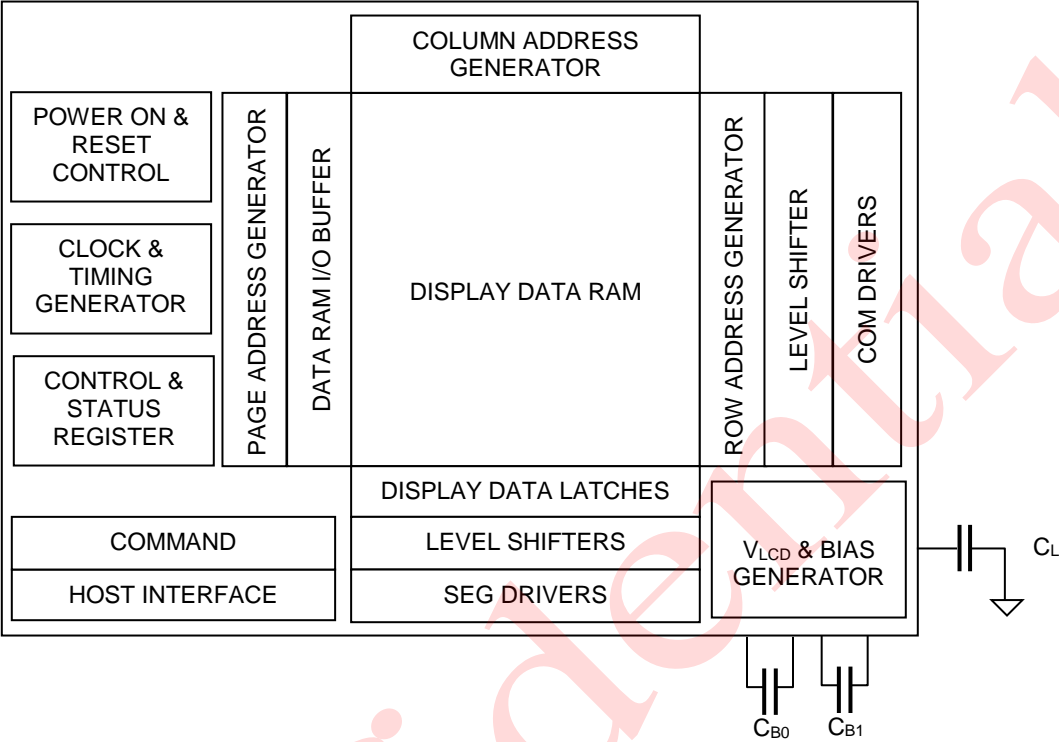 COLUMN ADDRESS
GENERATOR
POWER ON &
RESET
CONTROL
CLOCK &
TIMING
GENERATOR
CONTROL &
STATUS
REGISTER
PAGE ADDRESS GENERATOR
DATA RAM I/O BUFFER
DISPLAY DATA RAM
ROW ADDRESS GENERATOR
LEVEL SHIFTER
COM DRIVERS
DISPLAY DATA LATCHES
COMMAND
HOST INTERFACE
LEVEL SHIFTERS
SEG DRIVERS
VLCD & BIAS
GENERATOR
CL
CB0
CB1